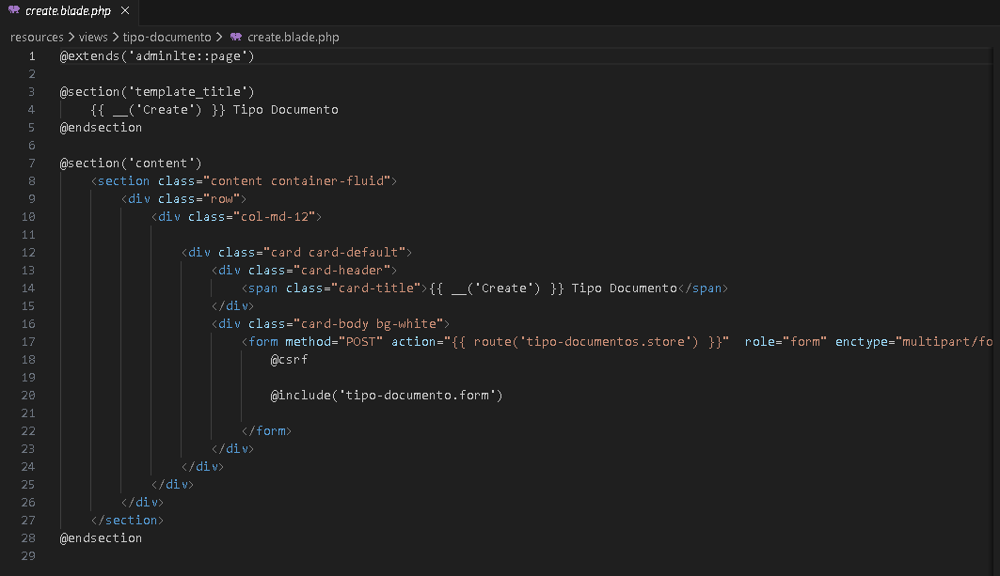 create.blade.php ×
resources > views > tipo-documento > create.blade.php
1 @extends('adminlte::page')
2
3 @section('template_title')
4 {{ __('Create') }} Tipo Documento
5 @endsection
6
7 @section('content')
8 <section class="content container-fluid">
9 <div class="row">
10 <div class="col-md-12">
11
12 <div class="card card-default">
13 <div class="card-header">
14 <span class="card-title">{{ __('Create') }} Tipo Documento</span>
15 </div>
16 <div class="card-body bg-white">
17 <form method="POST" action="{{ route('tipo-documentos.store') }}"  role="form" enctype="multipart/fo
18 @csrf
19
20 @include('tipo-documento.form')
21
22 </form>
23 </div>
24 </div>
25 </div>
26 </div>
27 </section>
28 @endsection
29